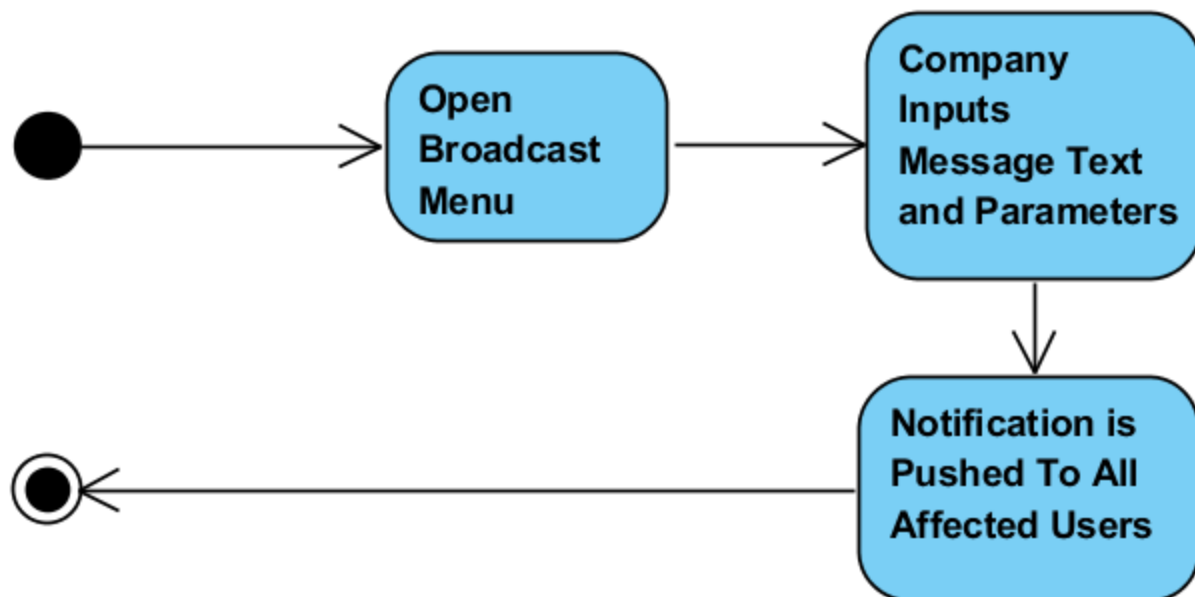 Open
Broadcast
Menu
Company
Inputs
Message Text
and Parameters
Notification is
Pushed To All
Affected Users